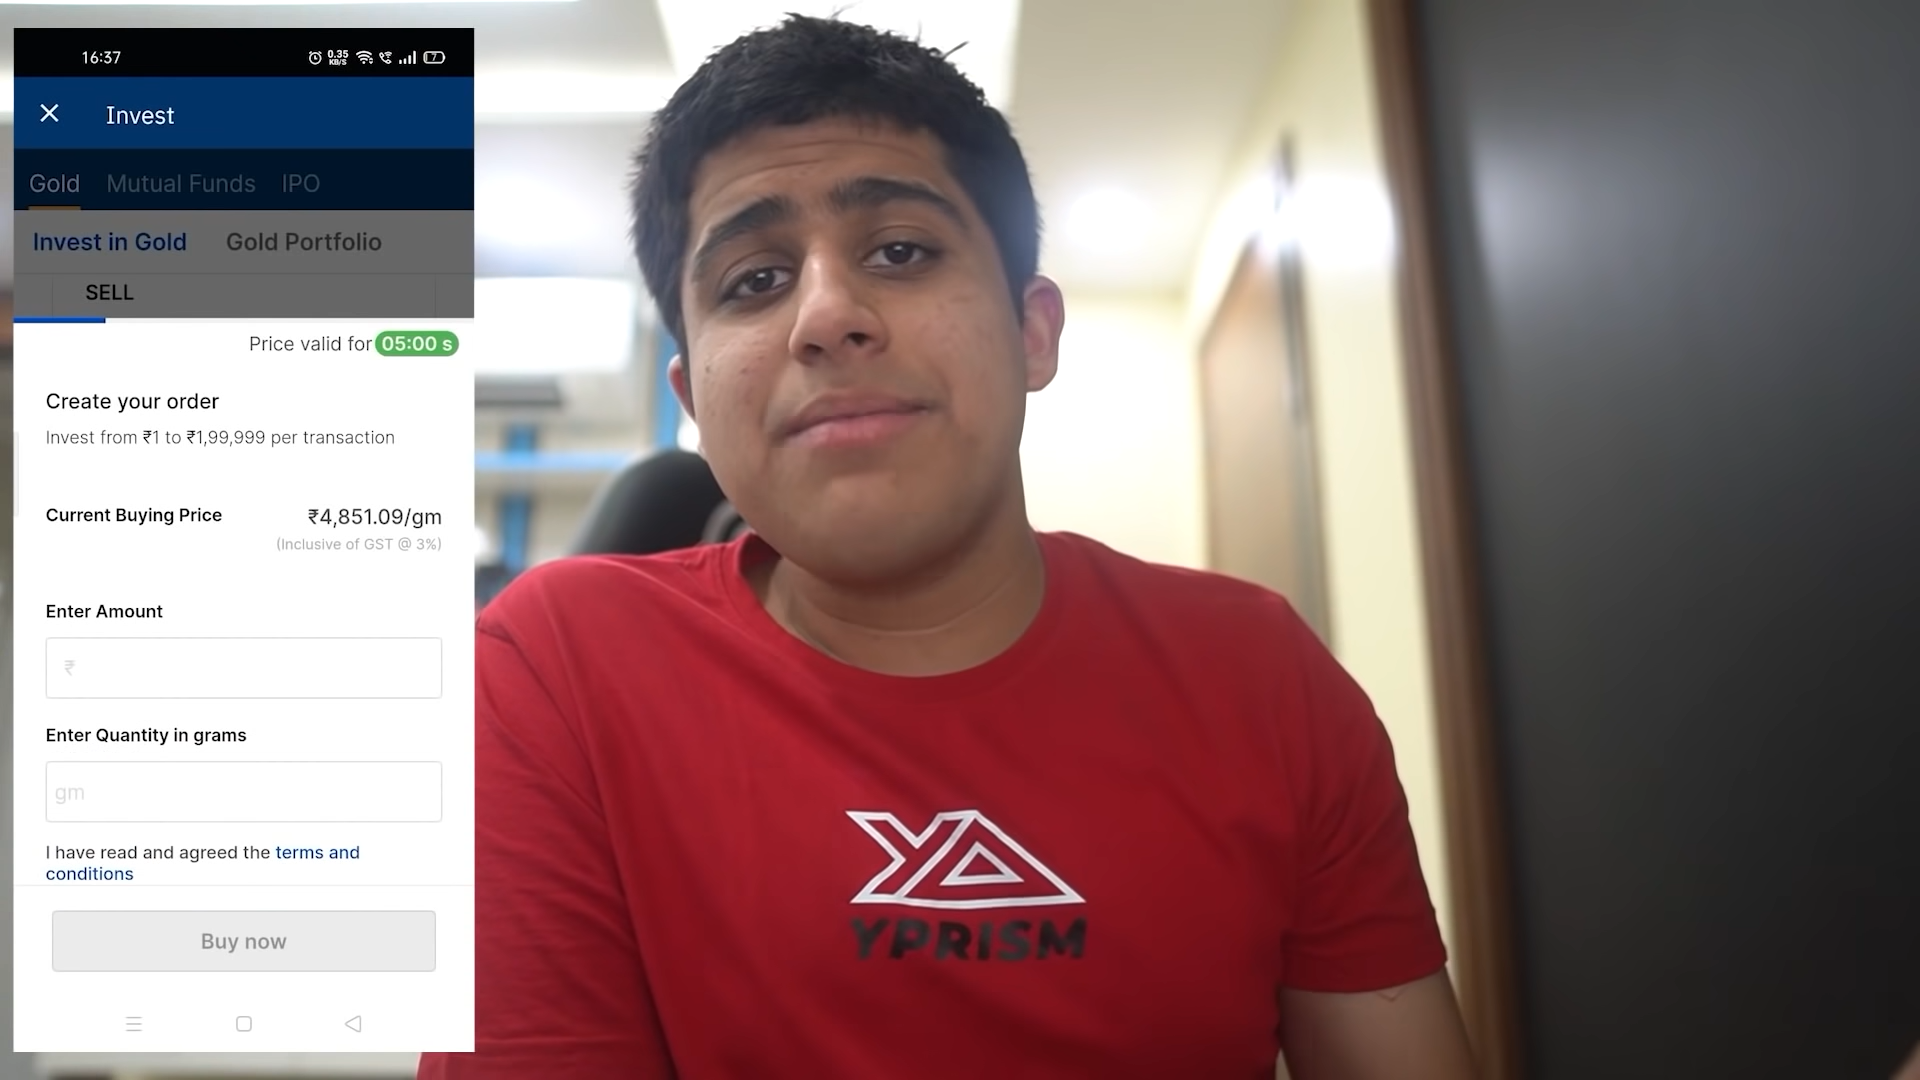 16:37
0.35
KB/S
7
Invest
Gold Mutual Funds IPO
Invest in Gold Gold Portfolio
SELL
Price valid for 05:00 s
Create your order
Invest from ₹1 to ₹1,99,999 per transaction
Current Buying Price ₹4,851.09/gm
(Inclusive of GST @ 3%)
Enter Amount
₹
Enter Quantity in grams
gm
I have read and agreed the terms and
conditions
Buy now
YPRISM